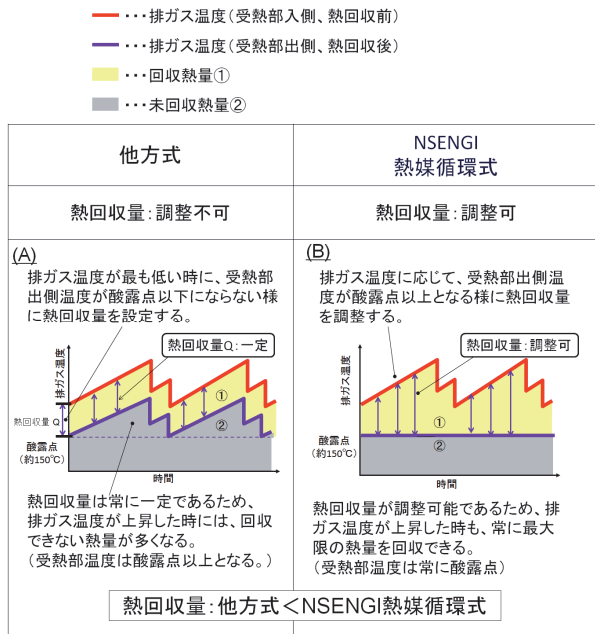 ・・・排ガス温度（受熱部入側、熱回収前）
・・・排ガス温度（受熱部出側、熱回収後）
・・・回収熱量①
・・・未回収熱量②
他方式
NSENGI
熱媒循環式
熱回収量：調整不可
熱回収量：調整可
(A)
排ガス温度が最も低い時に、受熱部
出側温度が酸露点以下にならない様
に熱回収量を設定する。
熱回収量Q：一定
排ガス温度
①
②
熱回収量 Q
酸露点
（約150℃）
時間
熱回収量は常に一定であるため、
排ガス温度が上昇した時には、回収
できない熱量が多くなる。
（受熱部温度は酸露点以上となる。）
(B)
排ガス温度に応じて、受熱部出側温
度が酸露点以上となる様に熱回収量
を調整する。
熱回収量：調整可
排ガス温度
①
②
酸露点
（約150℃）
時間
熱回収量が調整可能であるため、排
ガス温度が上昇した時も、常に最大
限の熱量を回収できる。
（受熱部温度は常に酸露点）
熱回収量：他方式＜NSENGI熱媒循環式